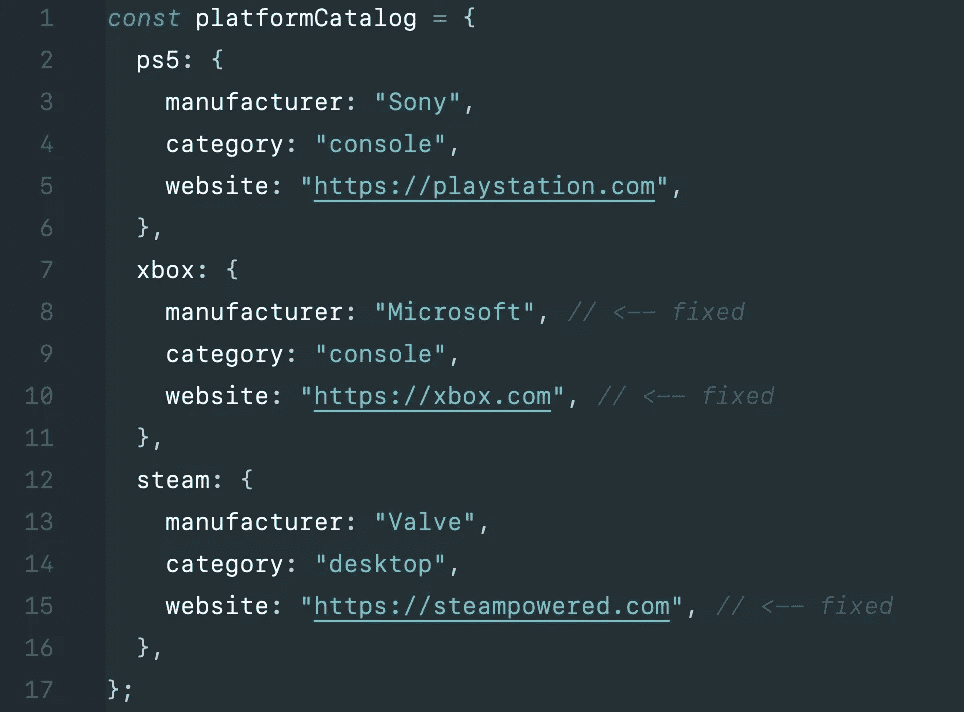 1 const platformCatalog = {
2 ps5: {
3 manufacturer: "Sony",
4 category: "console",
5 website: "https://playstation.com",
6 },
7 xbox: {
8 manufacturer: "Microsoft", // <-- fixed
9 category: "console",
10 website: "https://xbox.com", // <-- fixed
11 },
12 steam: {
13 manufacturer: "Valve",
14 category: "desktop",
15 website: "https://steampowered.com", // <-- fixed
16 },
17 };